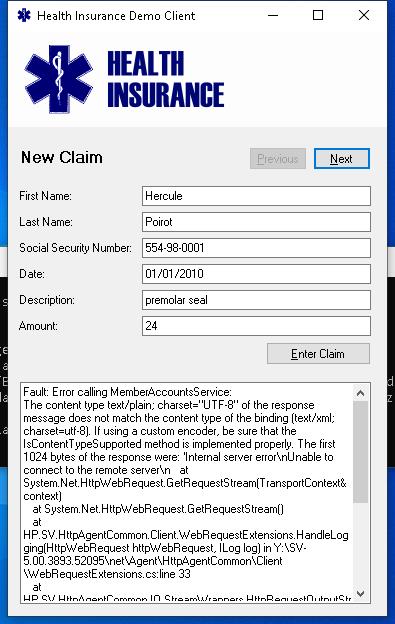 Health Insurance Demo Client
HEALTH
INSURANCE
New Claim
Previous
Next
First Name: Hercule
Last Name: Poirot
Social Security Number: 554-98-0001
Date: 01/01/2010
Description: premolar seal
Amount: 24
Enter Claim
Fault: Error calling MemberAccountsService:
The content type text/plain; charset="UTF-8" of the response
message does not match the content type of the binding (text/xml;
charset=utf-8). If using a custom encoder, be sure that the
IsContentTypeSupported method is implemented properly. The first
1024 bytes of the response were: 'Internal server error\nUnable to
connect to the remote server\n   at
System.Net.HttpWebRequest.GetRequestStream(TransportContext&
context)
at System.Net.HttpWebRequest.GetRequestStream()
at
HP.SV.HttpAgentCommon.Client.WebRequestExtensions.HandleLog
ging(HttpWebRequest httpWebRequest, ILog log) in Y:\SV-
5.00.3893.52095\net\Agent\HttpAgentCommon\Client
\WebRequestExtensions.cs:line 33
at
HP.SV.HttpAgentCommon.IO.StreamWrappers.HttpRequestOutputStr